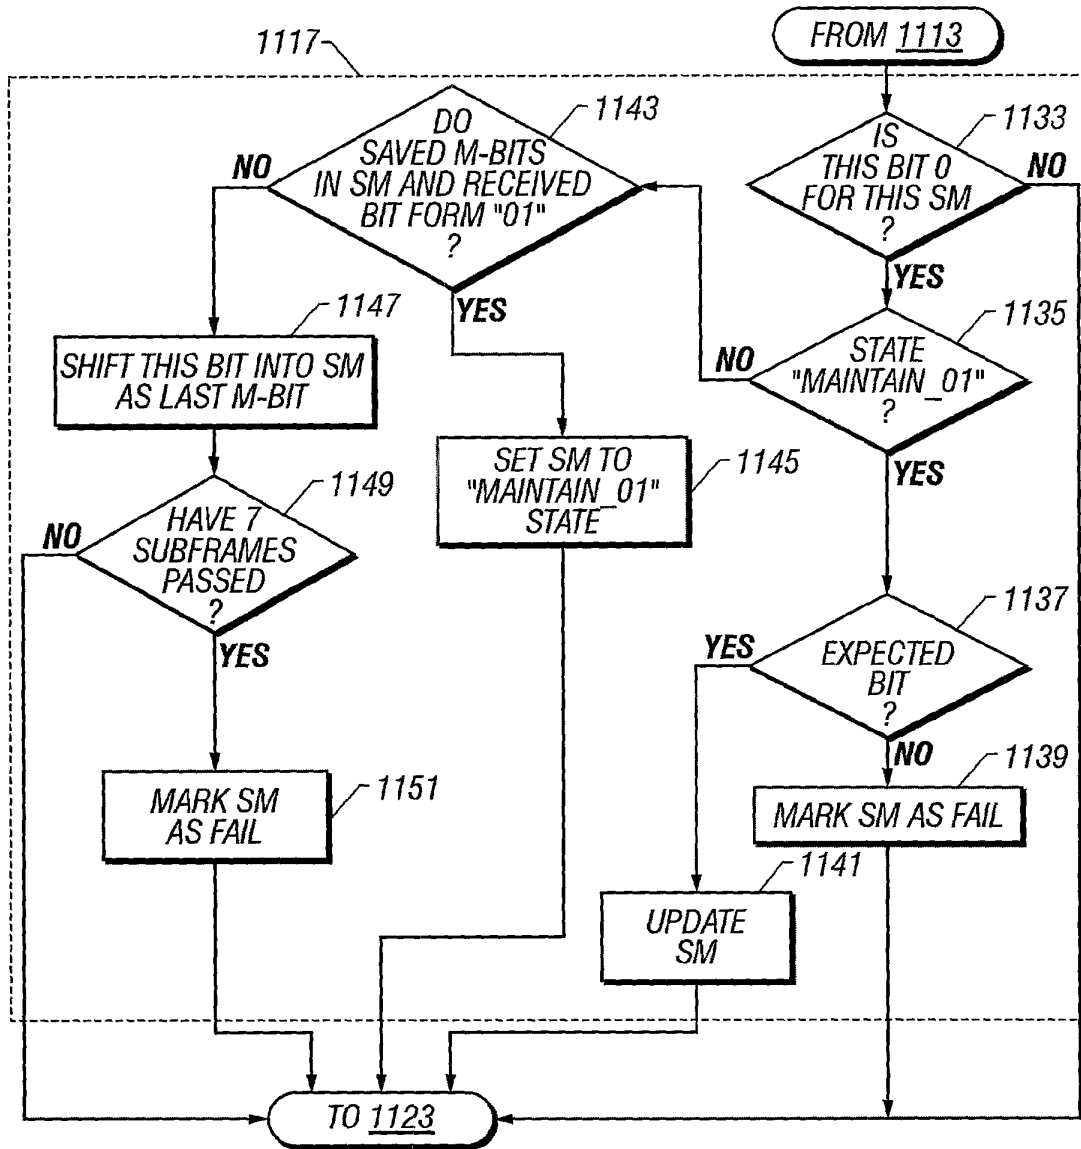 FROM 1113
1117
1143
DO
SAVED M-BITS
IN SM AND RECEIVED
BIT FORM "01"
?
NO
YES
1133
IS
THIS BIT 0
FOR THIS SM
?
NO
YES
1147
SHIFT THIS BIT INTO SM
AS LAST M-BIT
1135
STATE
"MAINTAIN_01"
?
NO
YES
1145
SET SM TO
"MAINTAIN_01"
STATE
1149
HAVE 7
SUBFRAMES
PASSED
?
NO
YES
1137
EXPECTED
BIT
?
YES
NO
1151
MARK SM
AS FAIL
1139
MARK SM AS FAIL
1141
UPDATE
SM
TO 1123